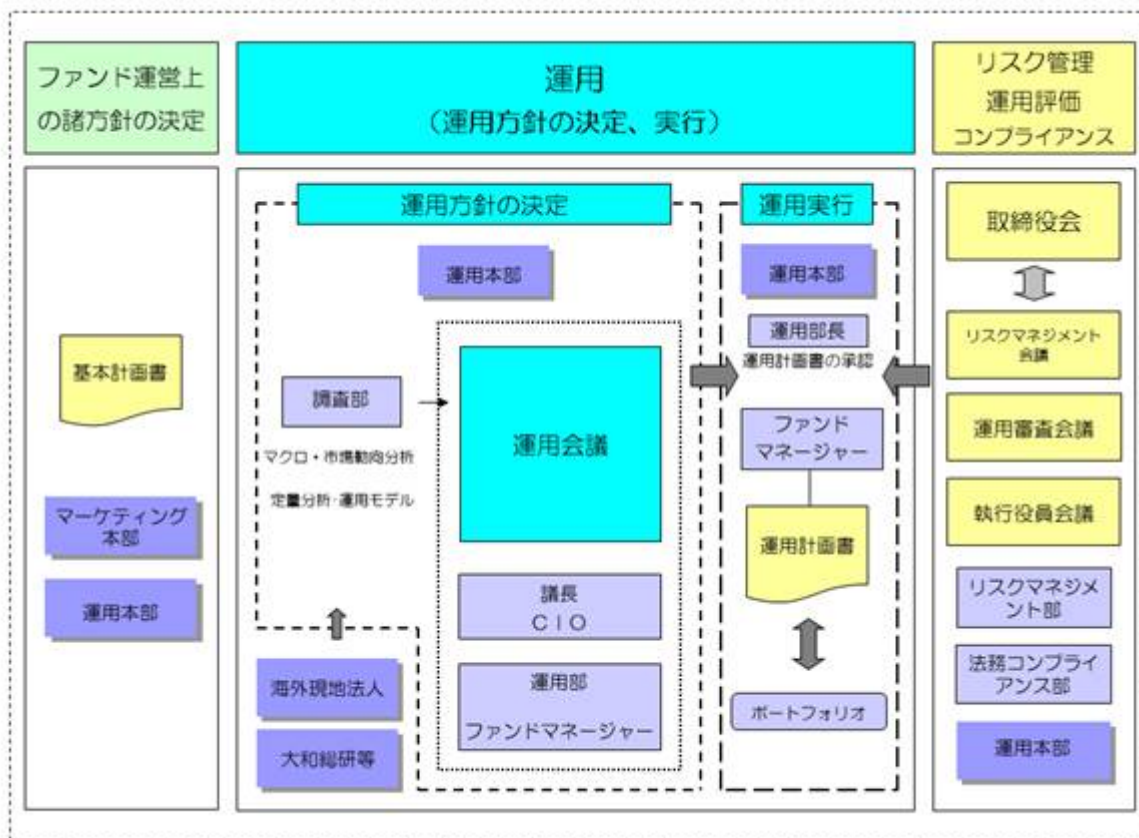 ファンド運営上
の諸方針の決定
運用
（運用方針の決定、実行）
リスク管理
運用評価
コンプライアンス
基本計画書
マーケティング
本部
運用本部
運用方針の決定
運用本部
調査部
マクロ・市場動向分析
定量分析・運用モデル
運用会議
議長
CIO
運用部
ファンドマネージャー
海外現地法人
大和総研等
運用実行
運用本部
運用部長
運用計画書の承認
ファンド
マネージャー
運用計画書
ポートフォリオ
取締役会
リスクマネジメント
会議
運用審査会議
執行役員会議
リスクマネジメ
ント部
法務コンプライ
アンス部
運用本部